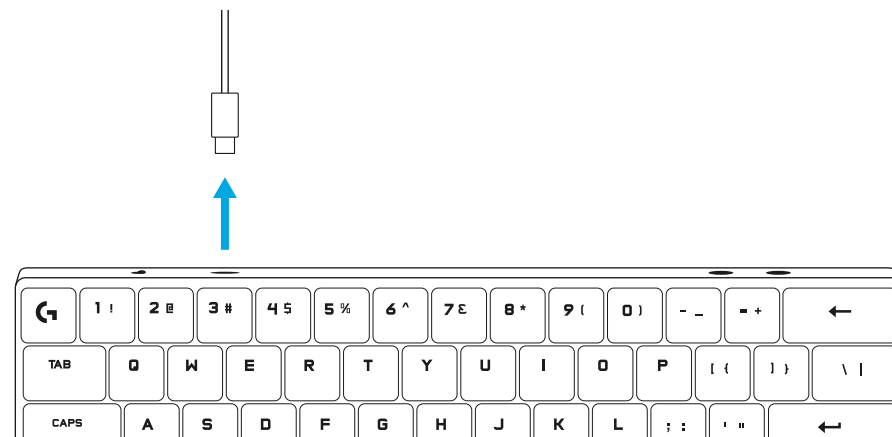 1 ! 2 @ 3 # 4 $ 5 % 6 ^ 7 & 8 * 9 ( 0 ) - _ = + ←
TAB Q W E R T Y U I O P [ { ] } \ |
CAPS A S D F G H J K L ; : ' "